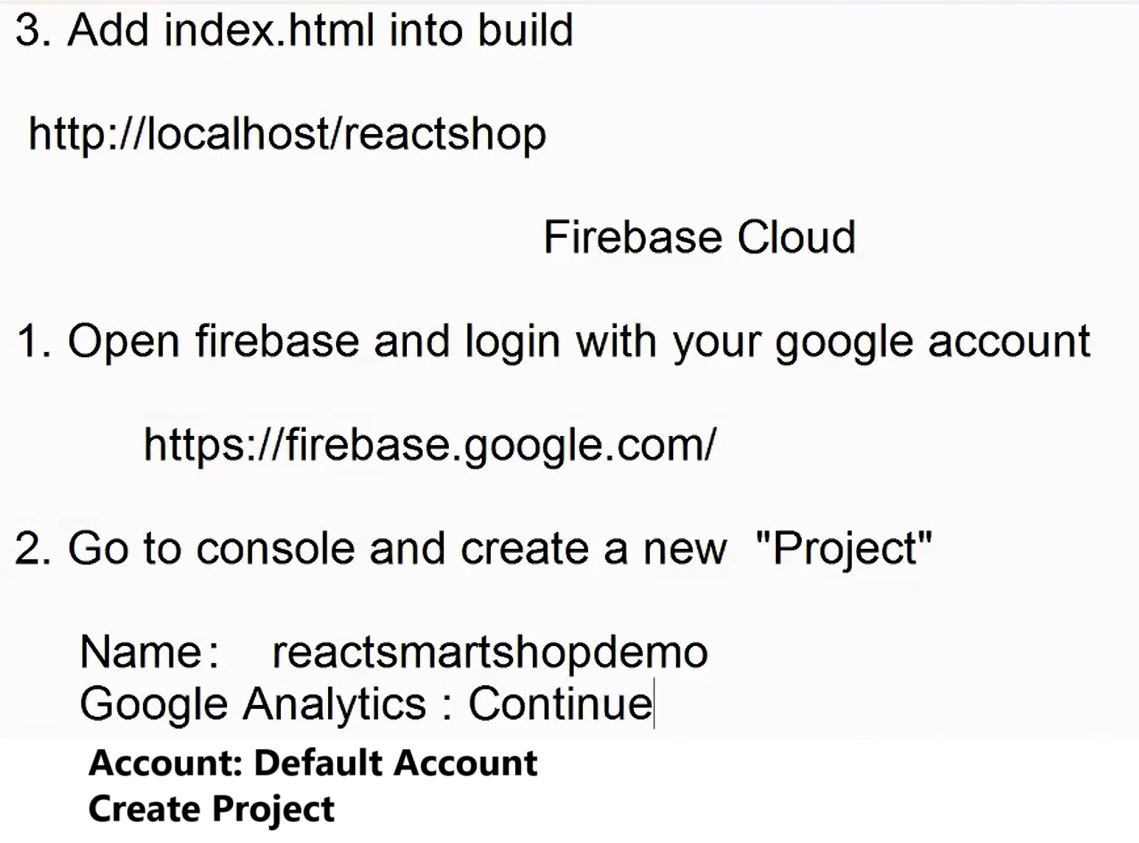 3. Add index.html into build
http://localhost/reactshop
Firebase Cloud
1. Open firebase and login with your google account
https://firebase.google.com/
2. Go to console and create a new "Project"
Name: reactsmartshopdemo
Google Analytics : Continue
Account: Default Account
Create Project